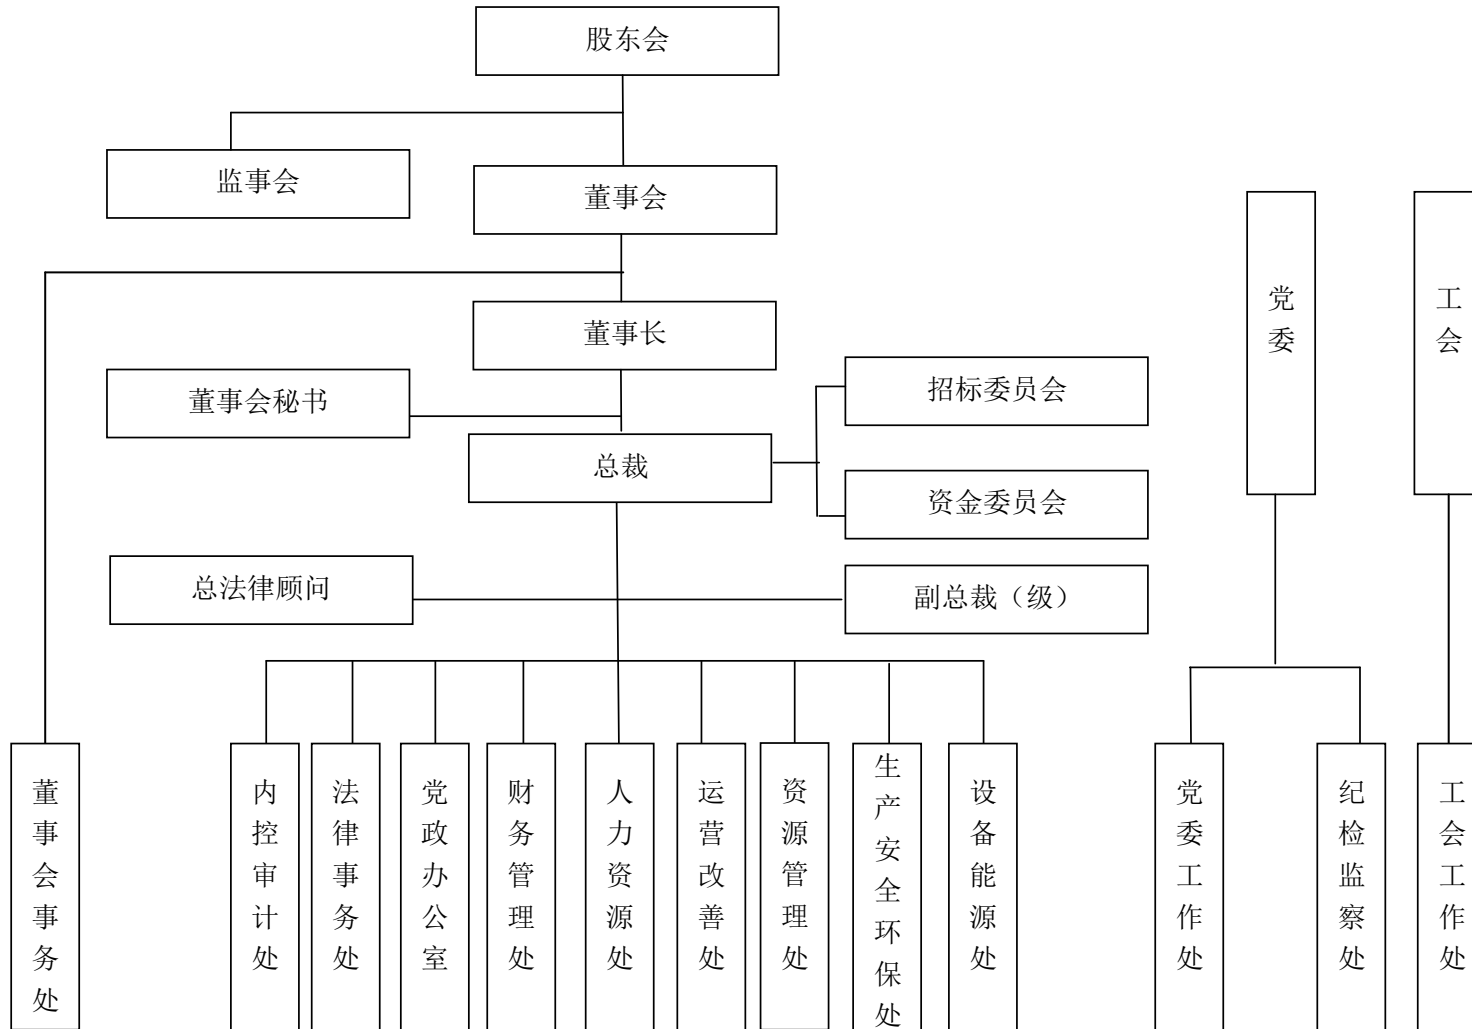 股东会
监事会
董事会
董事长
董事会秘书
招标委员会
总裁
资金委员会
党委
工会
总法律顾问
副总裁（级）
董事会事务处
内控审计处
法律事务处
党政办公室
财务管理处
人力资源处
运营改善处
资源管理处
生产安全环保处
设备能源处
党委工作处
纪检监察处
工会工作处